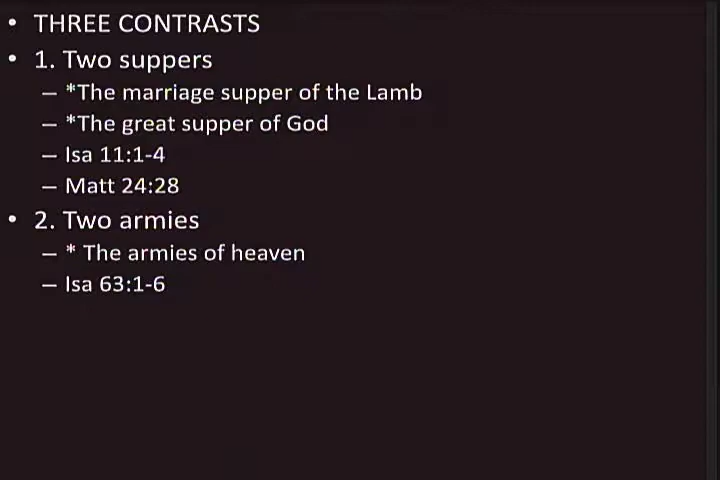 • THREE CONTRASTS
• 1. Two suppers
– *The marriage supper of the Lamb
– *The great supper of God
– Isa 11:1-4
– Matt 24:28
• 2. Two armies
– * The armies of heaven
– Isa 63:1-6